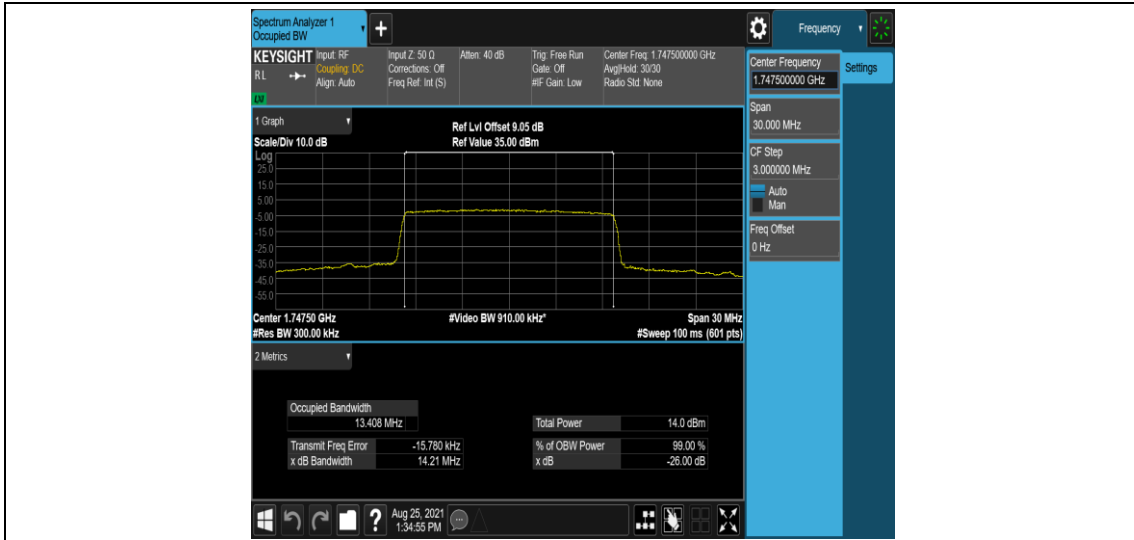 Spectrum Analyzer 1
Occupied BW
+
Frequency
KEYSIGHT Input: RF Input Z: 50 Ω Atten: 40 dB Trig: Free Run Center Freq: 1.747500000 GHz
RL Coupling: DC Corrections: Off Gate: Off Avg|Hold: 30/30
Align: Auto Freq Ref: Int (S) #IF Gain: Low Radio Std: None
Center Frequency
1.747500000 GHz
Settings
Span
30.000 MHz
CF Step
3.000000 MHz
Auto
Man
Freq Offset
0 Hz
1 Graph
Ref Lvl Offset 9.05 dB
Scale/Div 10.0 dB Ref Value 35.00 dBm
Log
25.0
15.0
5.00
-5.00
-15.0
-25.0
-35.0
-45.0
-55.0
Center 1.74750 GHz #Video BW 910.00 kHz* Span 30 MHz
#Res BW 300.00 kHz #Sweep 100 ms (601 pts)
2 Metrics
Occupied Bandwidth
13.408 MHz Total Power 14.0 dBm
Transmit Freq Error -15.780 kHz % of OBW Power 99.00 %
x dB Bandwidth 14.21 MHz x dB -26.00 dB
? Aug 25, 2021
1:34:55 PM